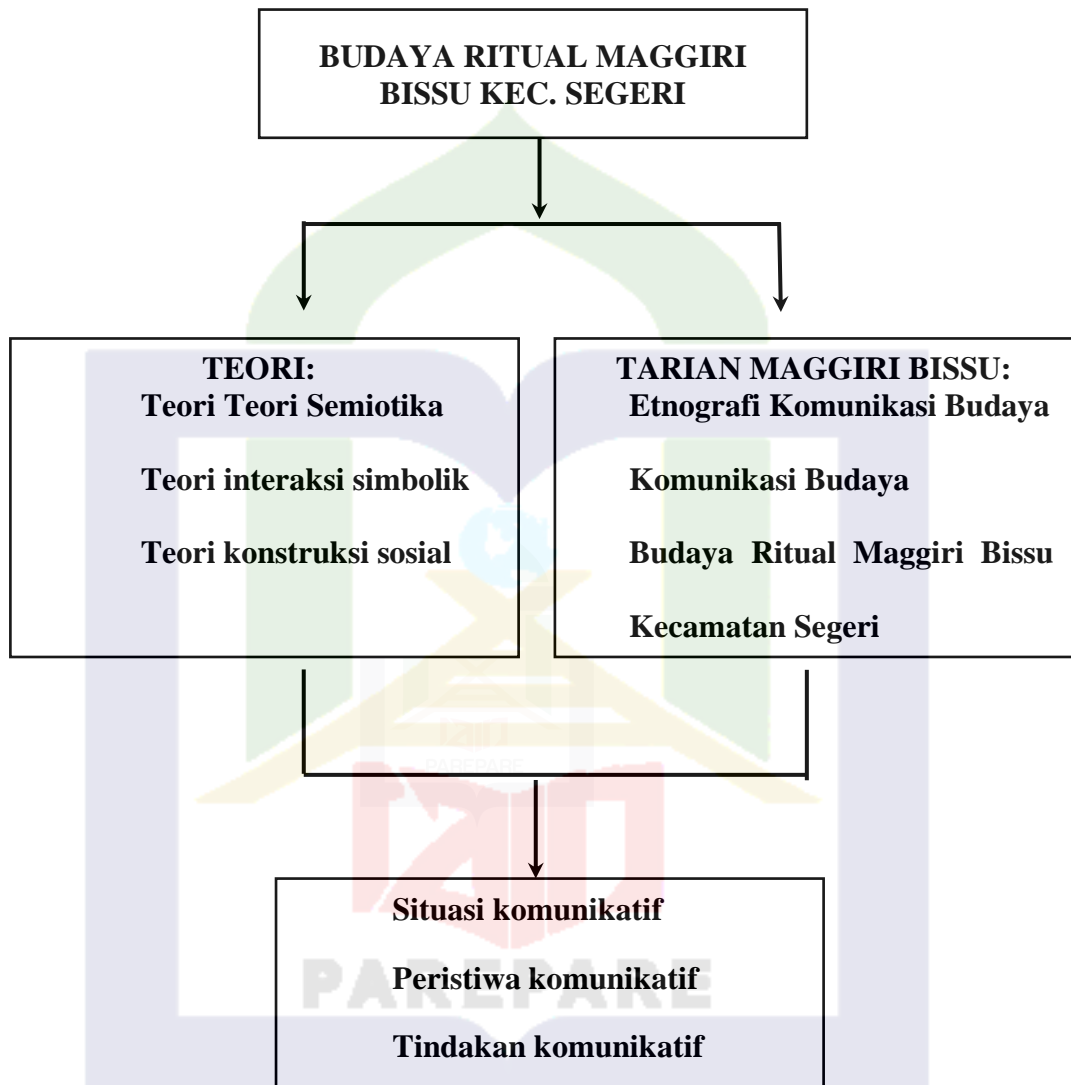 BUDAYA RITUAL MAGGIRI
BISSU KEC. SEGERI
TEORI:
Teori Teori Semiotika
Teori interaksi simbolik
Teori konstruksi sosial
TARIAN MAGGIRI BISSU:
Etnografi Komunikasi Budaya
Komunikasi Budaya
Budaya Ritual Maggiri Bissu
Kecamatan Segeri
PAREPARE
Situasi komunikatif
Peristiwa komunikatif
PAREPARE
Tindakan komunikatif